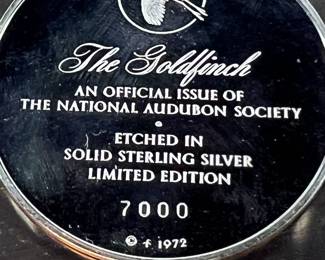 The Goldfinch
AN OFFICIAL ISSUE OF
THE NATIONAL AUDUBON SOCIETY
•
ETCHED IN
SOLID STERLING SILVER
LIMITED EDITION
7000
© f 1972